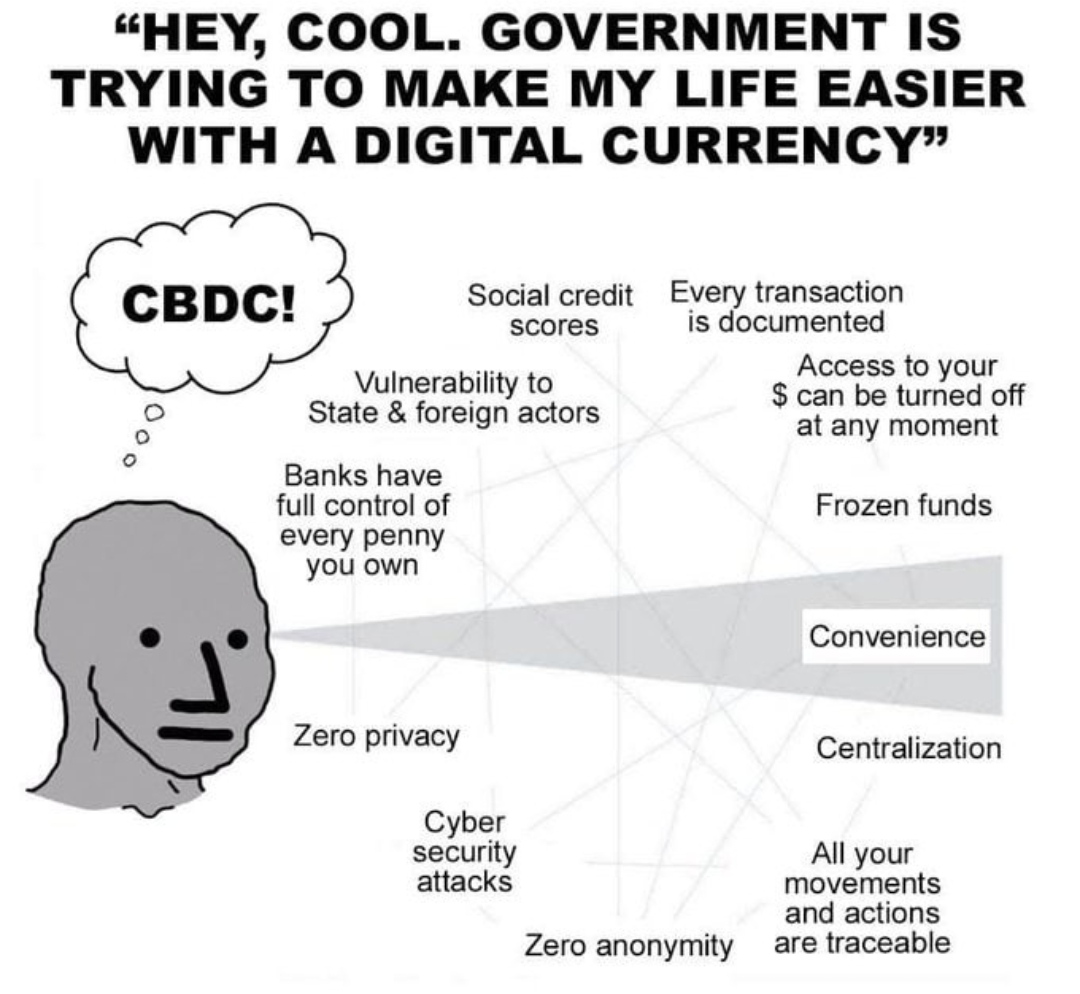 “HEY, COOL. GOVERNMENT IS
TRYING TO MAKE MY LIFE EASIER
WITH A DIGITAL CURRENCY”
CBDC!
Social credit
scores
Every transaction
is documented
Vulnerability to
State & foreign actors
Access to your
$ can be turned off
at any moment
Banks have
full control of
every penny
you own
Frozen funds
Convenience
Zero privacy
Centralization
Cyber
security
attacks
All your
movements
and actions
are traceable
Zero anonymity